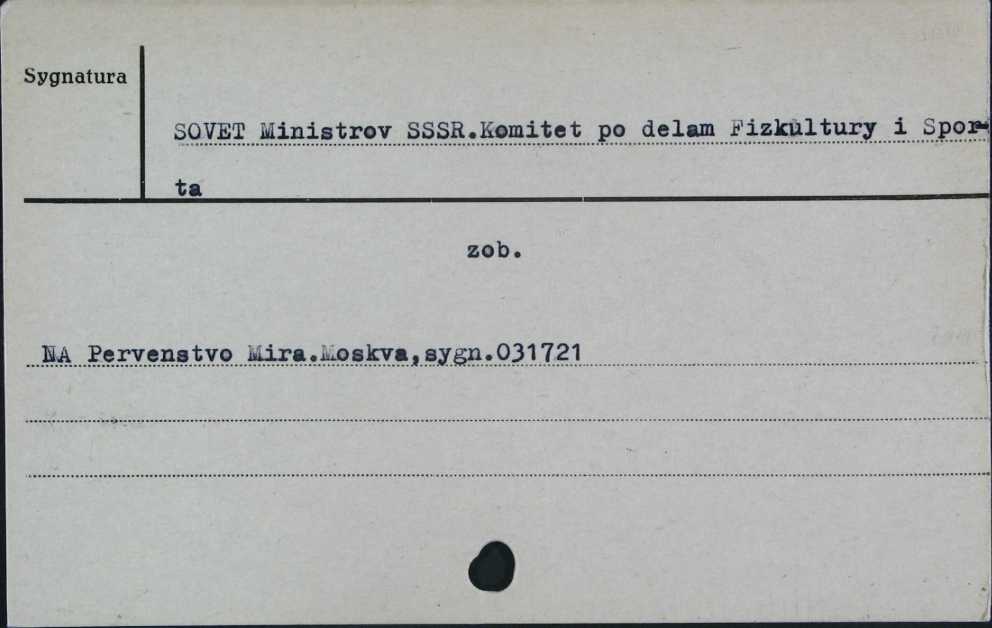 Sygnatura
SOVET Ministrov SSSR.Komitet po delam Fizkultury i Spor-
ta
zob.
NA Pervenstvo Mira.Moskva,sygn.031721